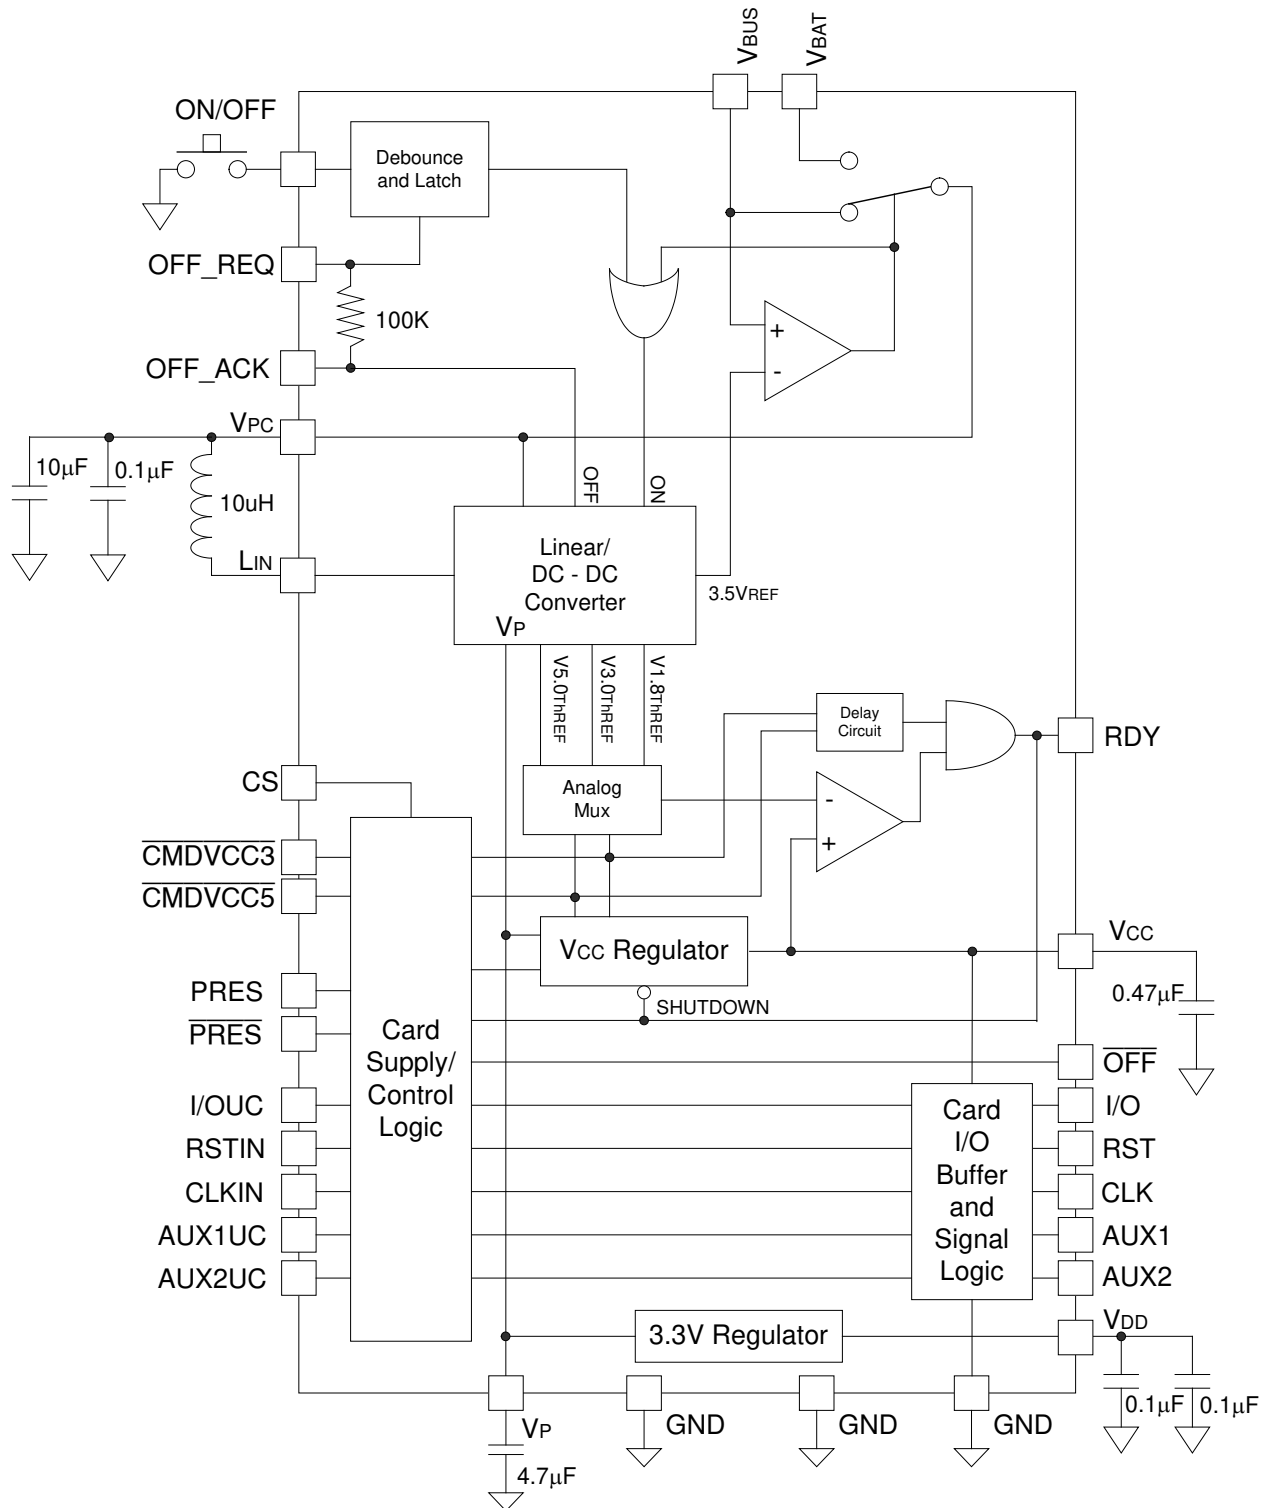 VBUS
VBAT
ON/OFF
Debounce
and Latch
OFF_REQ
100K
OFF_ACK
VPC
10µF
0.1µF
10uH
LIN
+
-
OFF
ON
Linear/
DC - DC
Converter
VP
3.5VREF
V5.0ThREF
V3.0ThREF
V1.8ThREF
Delay
Circuit
RDY
CS
Analog
Mux
-
+
CMDVCC3
CMDVCC5
VCC Regulator
VCC
0.47µF
SHUTDOWN
PRES
PRES
Card
Supply/
Control
Logic
OFF
I/OUC
RSTIN
CLKIN
AUX1UC
AUX2UC
Card
I/O
Buffer
and
Signal
Logic
I/O
RST
CLK
AUX1
AUX2
3.3V Regulator
VDD
0.1µF
0.1µF
VP
4.7µF
GND
GND
GND